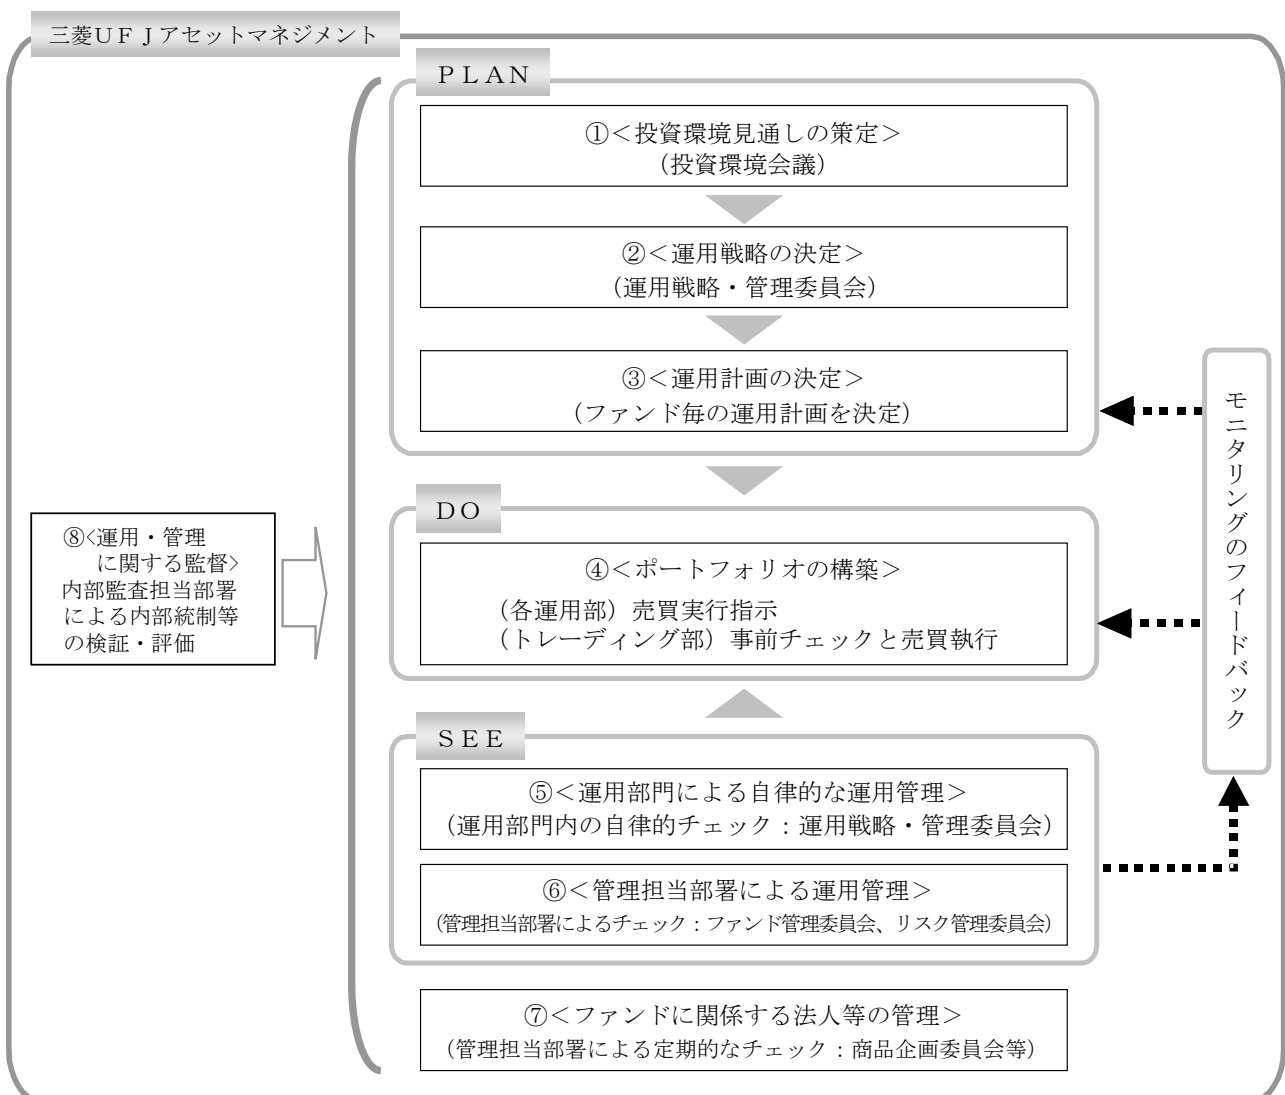 三菱UFJアセットマネジメント
PLAN
①＜投資環境見通しの策定＞
（投資環境会議）
②＜運用戦略の決定＞
（運用戦略・管理委員会）
③＜運用計画の決定＞
（ファンド毎の運用計画を決定）
DO
④＜ポートフォリオの構築＞
（各運用部）売買実行指示
（トレーディング部）事前チェックと売買執行
SEE
⑤＜運用部門による自律的な運用管理＞
（運用部門内の自律的チェック：運用戦略・管理委員会）
⑥＜管理担当部署による運用管理＞
（管理担当部署によるチェック：ファンド管理委員会、リスク管理委員会）
⑦＜ファンドに関係する法人等の管理＞
（管理担当部署による定期的なチェック：商品企画委員会等）
⑧<運用・管理
に関する監督>
内部監査担当部署
による内部統制等
の検証・評価
モニタリングのフィードバック